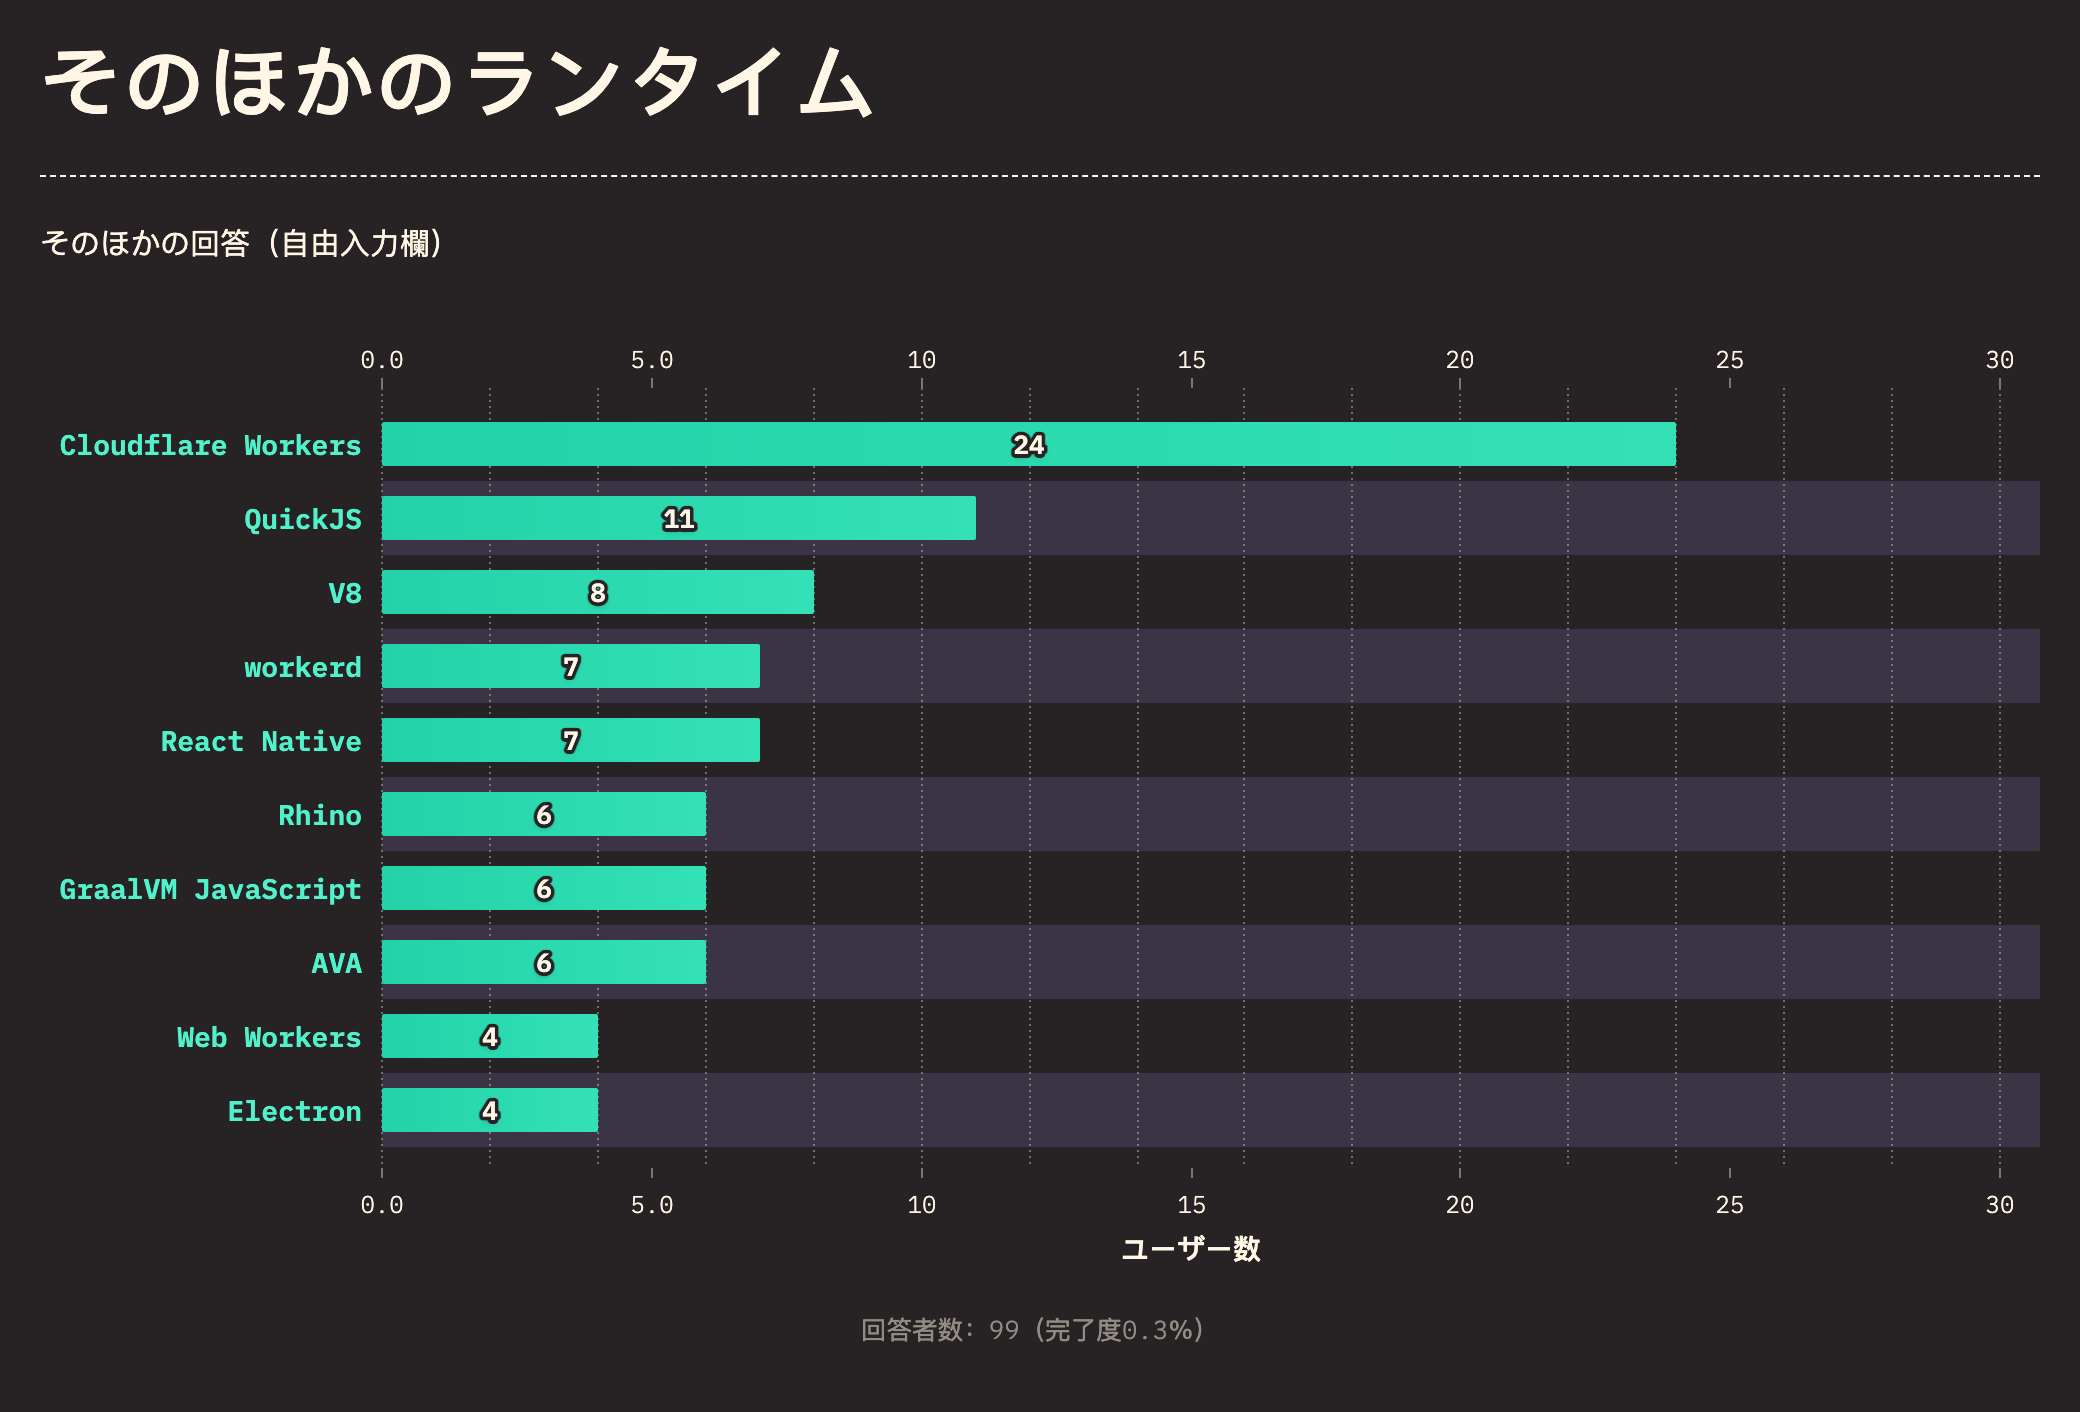 そのほかのランタイム
そのほかの回答（自由入力欄）
0.0 5.0 10 15 20 25 30
Cloudflare Workers 24
QuickJS 11
V8 8
workerd 7
React Native 7
Rhino 6
GraalVM JavaScript 6
AVA 6
Web Workers 4
Electron 4
0.0 5.0 10 15 20 25 30
ユーザー数
回答者数：99（完了度0.3%）